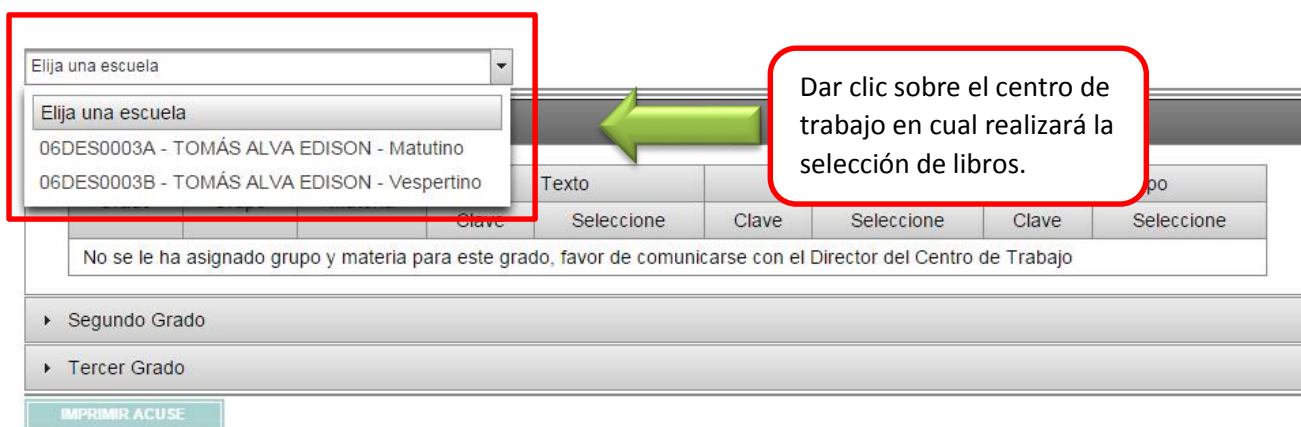 Elija una escuela
Elija una escuela
06DES0003A - TOMÁS ALVA EDISON - Matutino
06DES0003B - TOMÁS ALVA EDISON - Vespertino
Dar clic sobre el centro de
trabajo en cual realizará la
selección de libros.
Texto
Clave Seleccione Clave Seleccione Clave Seleccione
No se le ha asignado grupo y materia para este grado, favor de comunicarse con el Director del Centro de Trabajo
Segundo Grado
Tercer Grado
IMPRIMIR ACUSE